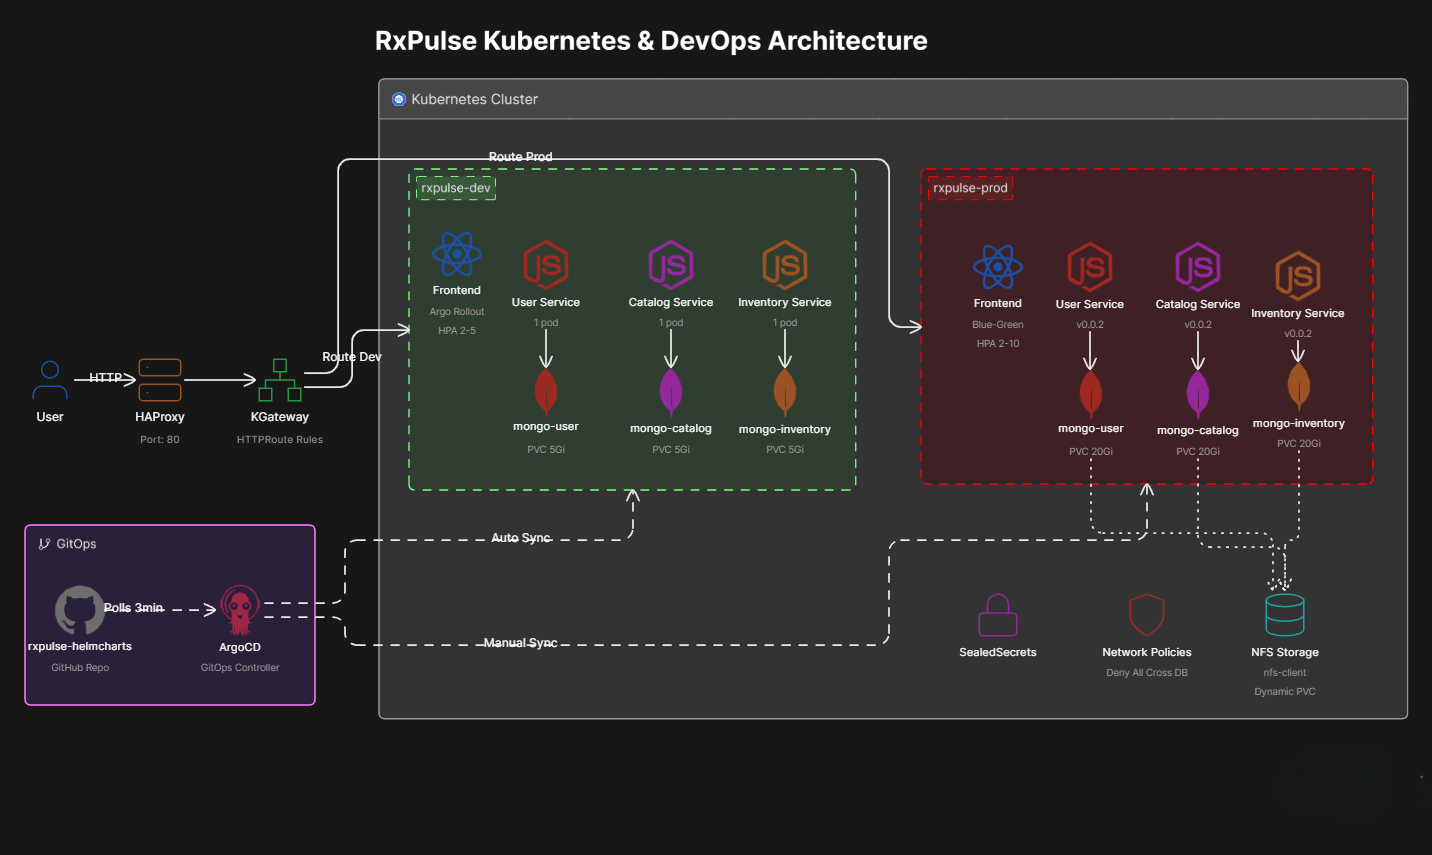 RxPulse Kubernetes & DevOps Architecture
Kubernetes Cluster
Route Prod
rxpulse-dev
Frontend
Argo Rollout
HPA 2-5
User Service
1 pod
Catalog Service
1 pod
Inventory Service
1 pod
mongo-user
PVC 5Gi
mongo-catalog
PVC 5Gi
mongo-inventory
PVC 5Gi
rxpulse-prod
Frontend
Blue-Green
HPA 2-10
User Service
v0.0.2
Catalog Service
v0.0.2
Inventory Service
v0.0.2
mongo-user
PVC 20Gi
mongo-catalog
PVC 20Gi
mongo-inventory
PVC 20Gi
Route Dev
HTTP
User
HAProxy
Port: 80
KGateway
HTTPRoute Rules
GitOps
Polls 3min
rxpulse-helmcharts
GitHub Repo
ArgoCD
GitOps Controller
Auto Sync
Manual Sync
SealedSecrets
Network Policies
Deny All Cross DB
NFS Storage
nfs-client
Dynamic PVC